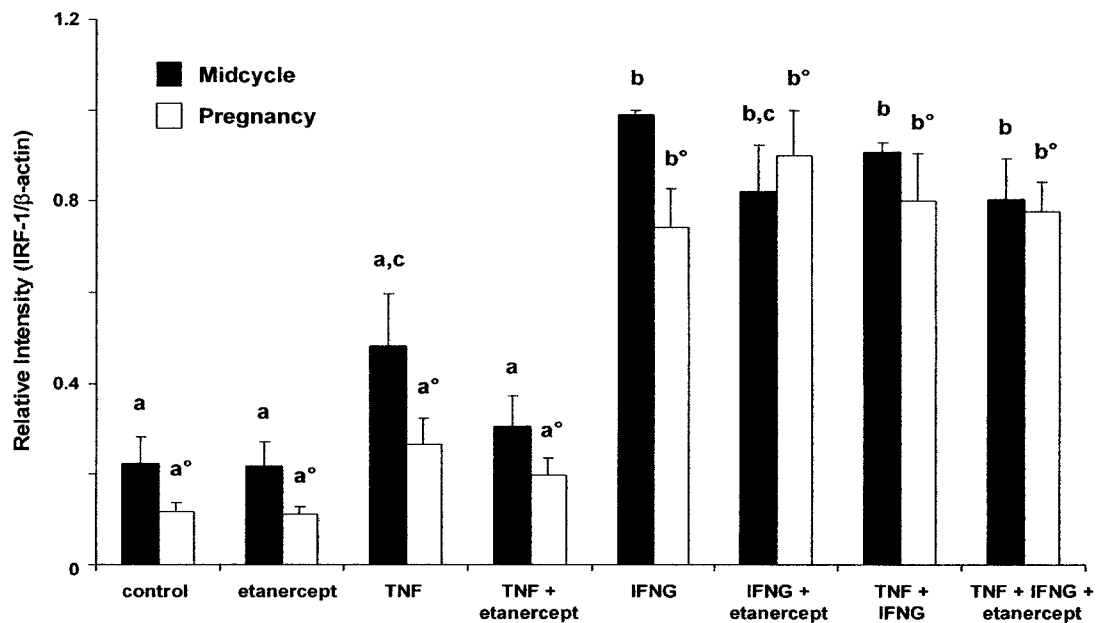 1.2
Midcycle
Pregnancy
b
b°
b,c
b°
b
b°
b
b°
0.8
Relative Intensity (IRF-1/β-actin)
a,c
a°
0.4
a
a°
a
a°
a
a°
0
control
etanercept
TNF
TNF +
etanercept
IFNG
IFNG +
etanercept
TNF +
IFNG
TNF + IFNG +
etanercept